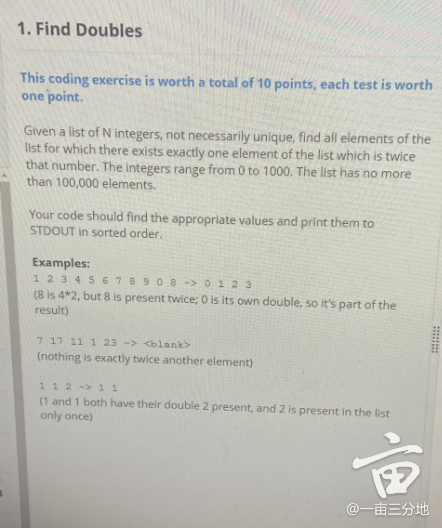 1. Find Doubles
This coding exercise is worth a total of 10 points, each test is worth
one point.
Given a list of N integers, not necessarily unique, find all elements of the
list for which there exists exactly one element of the list which is twice
that number. The integers range from 0 to 1000. The list has no more
than 100,000 elements.
Your code should find the appropriate values and print them to
STDOUT in sorted order.
Examples:
1 2 3 4 5 6 7 8 9 0 8 -> 0 1 2 3
(8 is 4*2, but 8 is present twice; 0 is its own double, so it's part of the
result)
7 17 11 1 23 -> <blank>
(nothing is exactly twice another element)
1 1 2 -> 1 1
(1 and 1 both have their double 2 present, and 2 is present in the list
only once)
亩
@一亩三分地